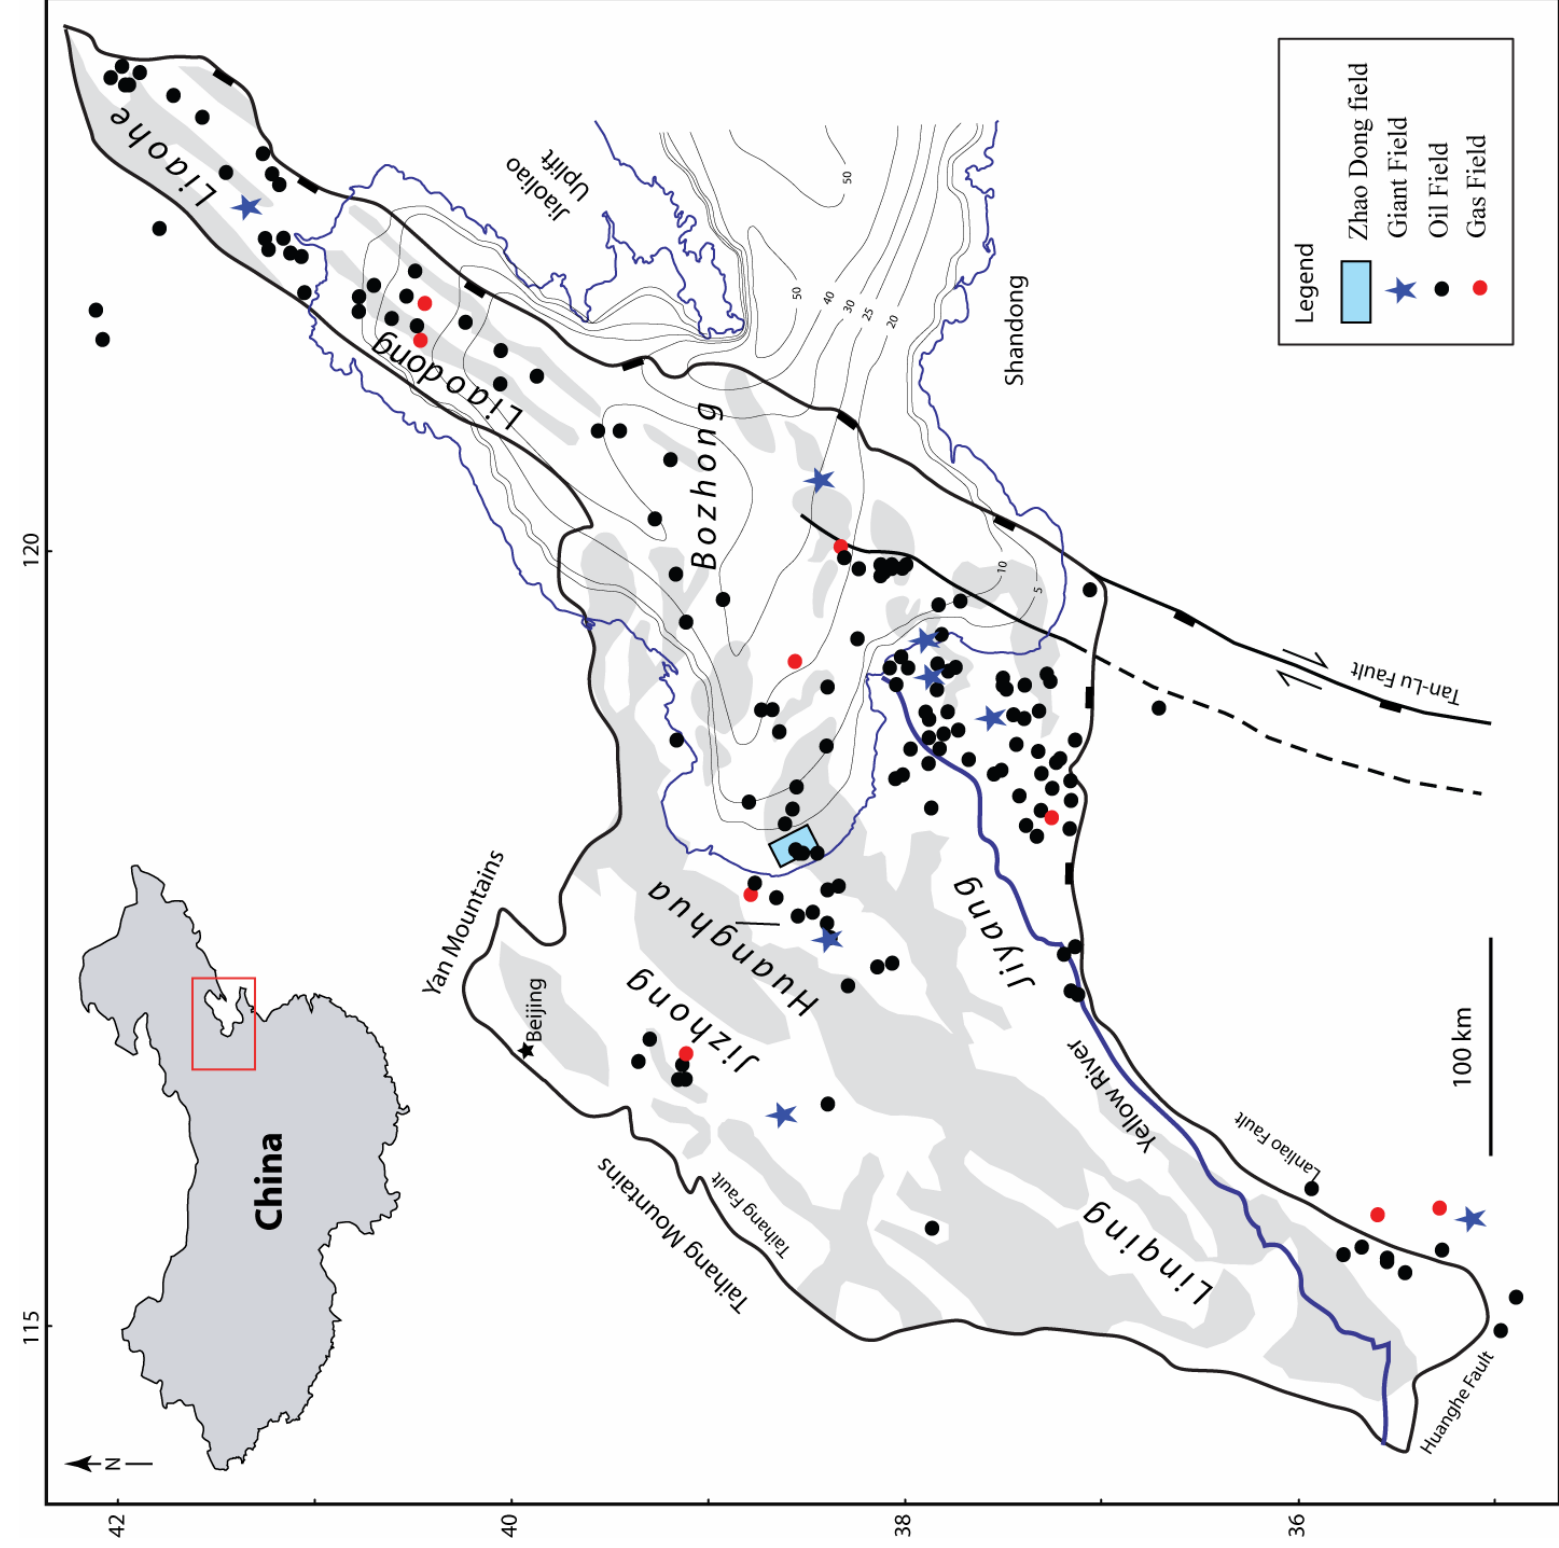 120
115
42
40
38
36
N
China
Yan Mountains
Beijing
Taihang Mountains
Taihang Fault
Liaohe
Liaodong
Jiaoliao
Uplift
Bozhong
Huanghua
Jizhong
Jiyang
Linqing
Shandong
Yellow River
Lanliao Fault
Huanghe Fault
Tan-Lu Fault
50
50
40
30
25
20
10
5
100 km
Legend
Zhao Dong field
Giant Field
Oil Field
Gas Field